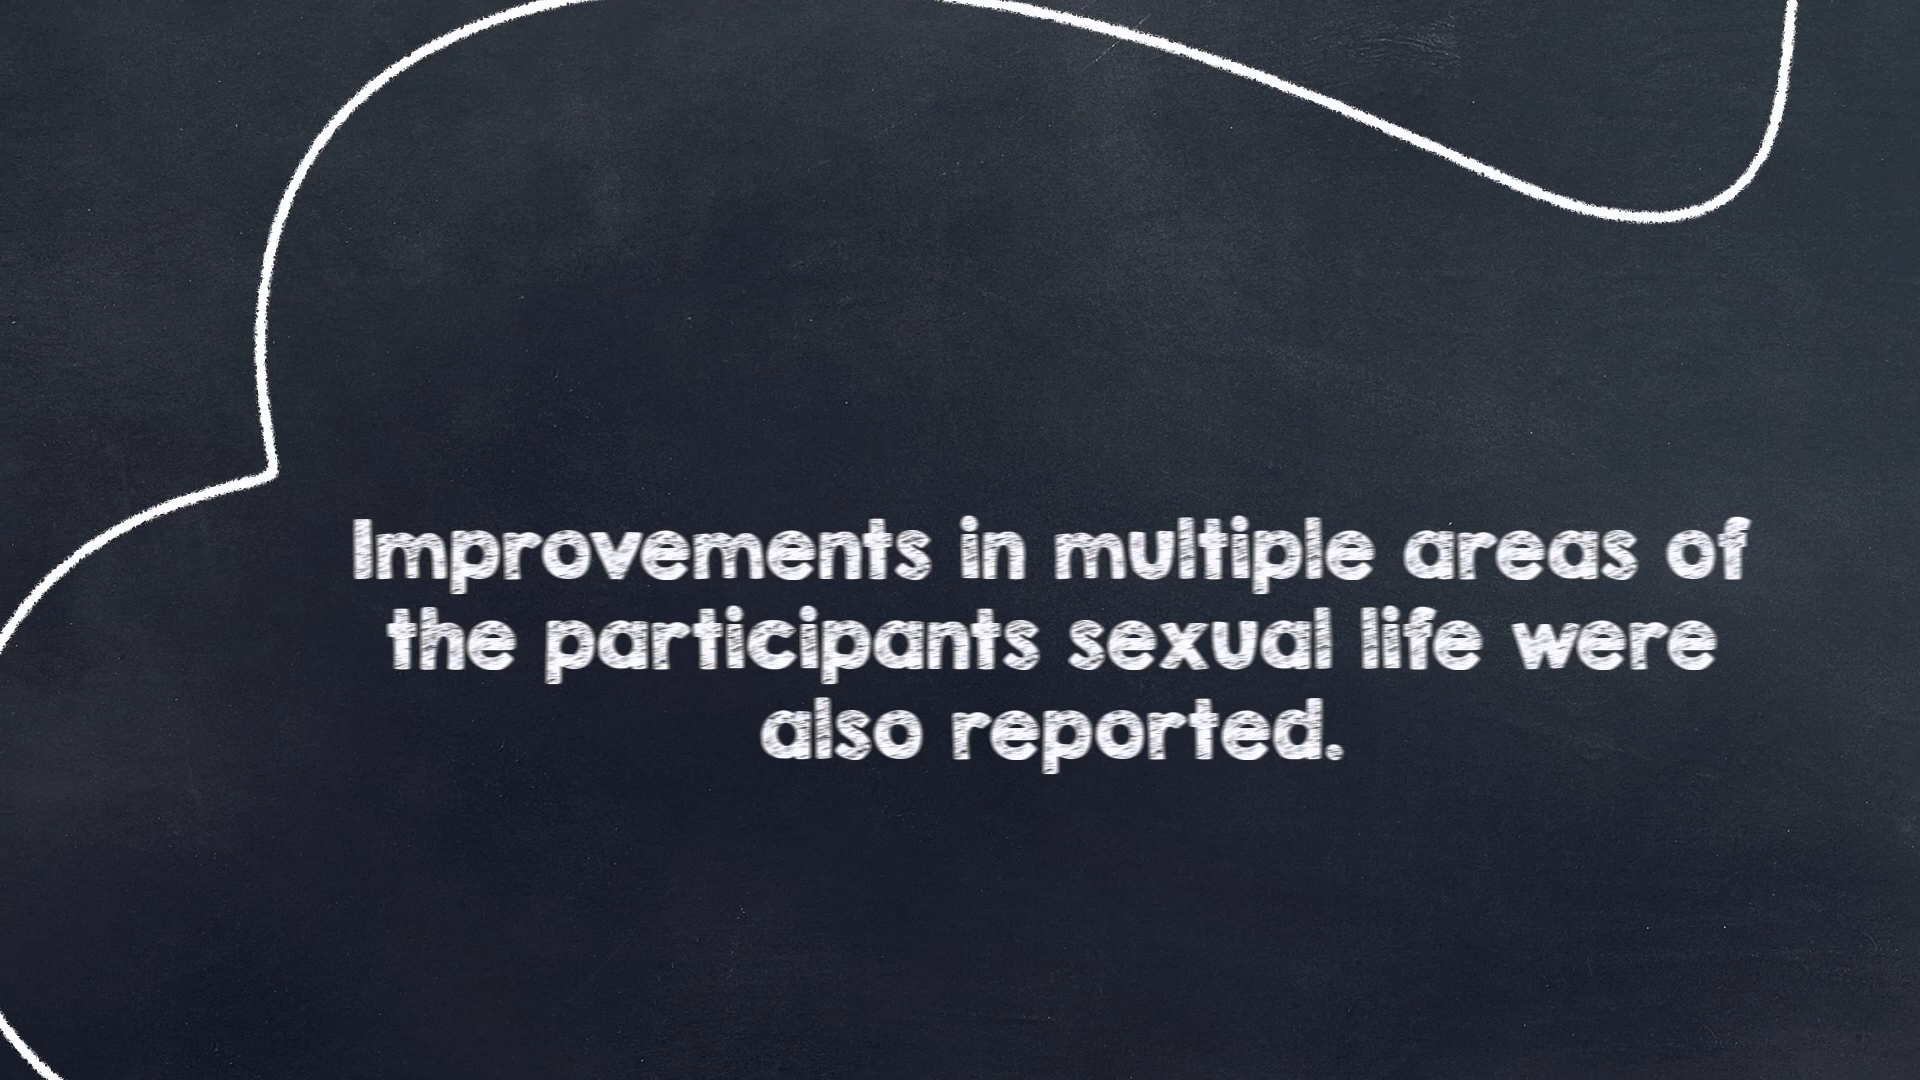 Improvements in multiple areas of
the participants sexual life were
also reported.